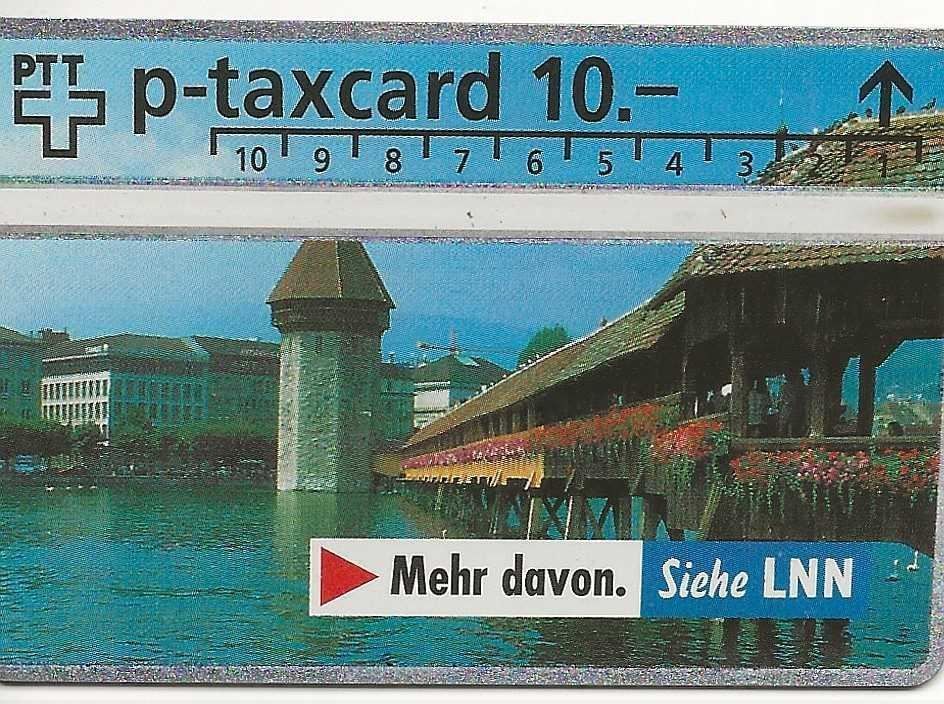 PTT p-taxcard 10.–
10 9 8 7 6 5 4 3 2 1
Mehr davon. Siehe LNN